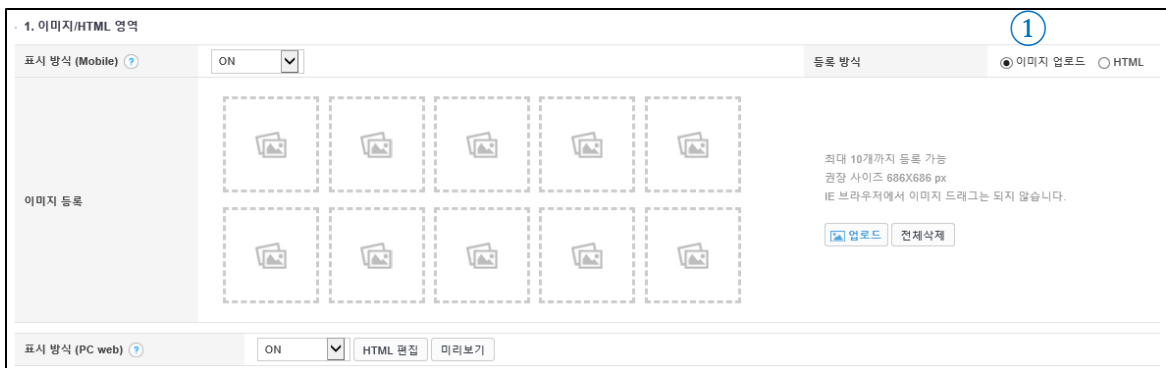 1. 이미지/HTML 영역
①
표시 방식 (Mobile) ?
ON
등록 방식
이미지 업로드 HTML
이미지 등록
최대 10개까지 등록 가능
권장 사이즈 686X686 px
IE 브라우저에서 이미지 드래그는 되지 않습니다.
업로드 전체삭제
표시 방식 (PC web) ?
ON
HTML 편집 미리보기